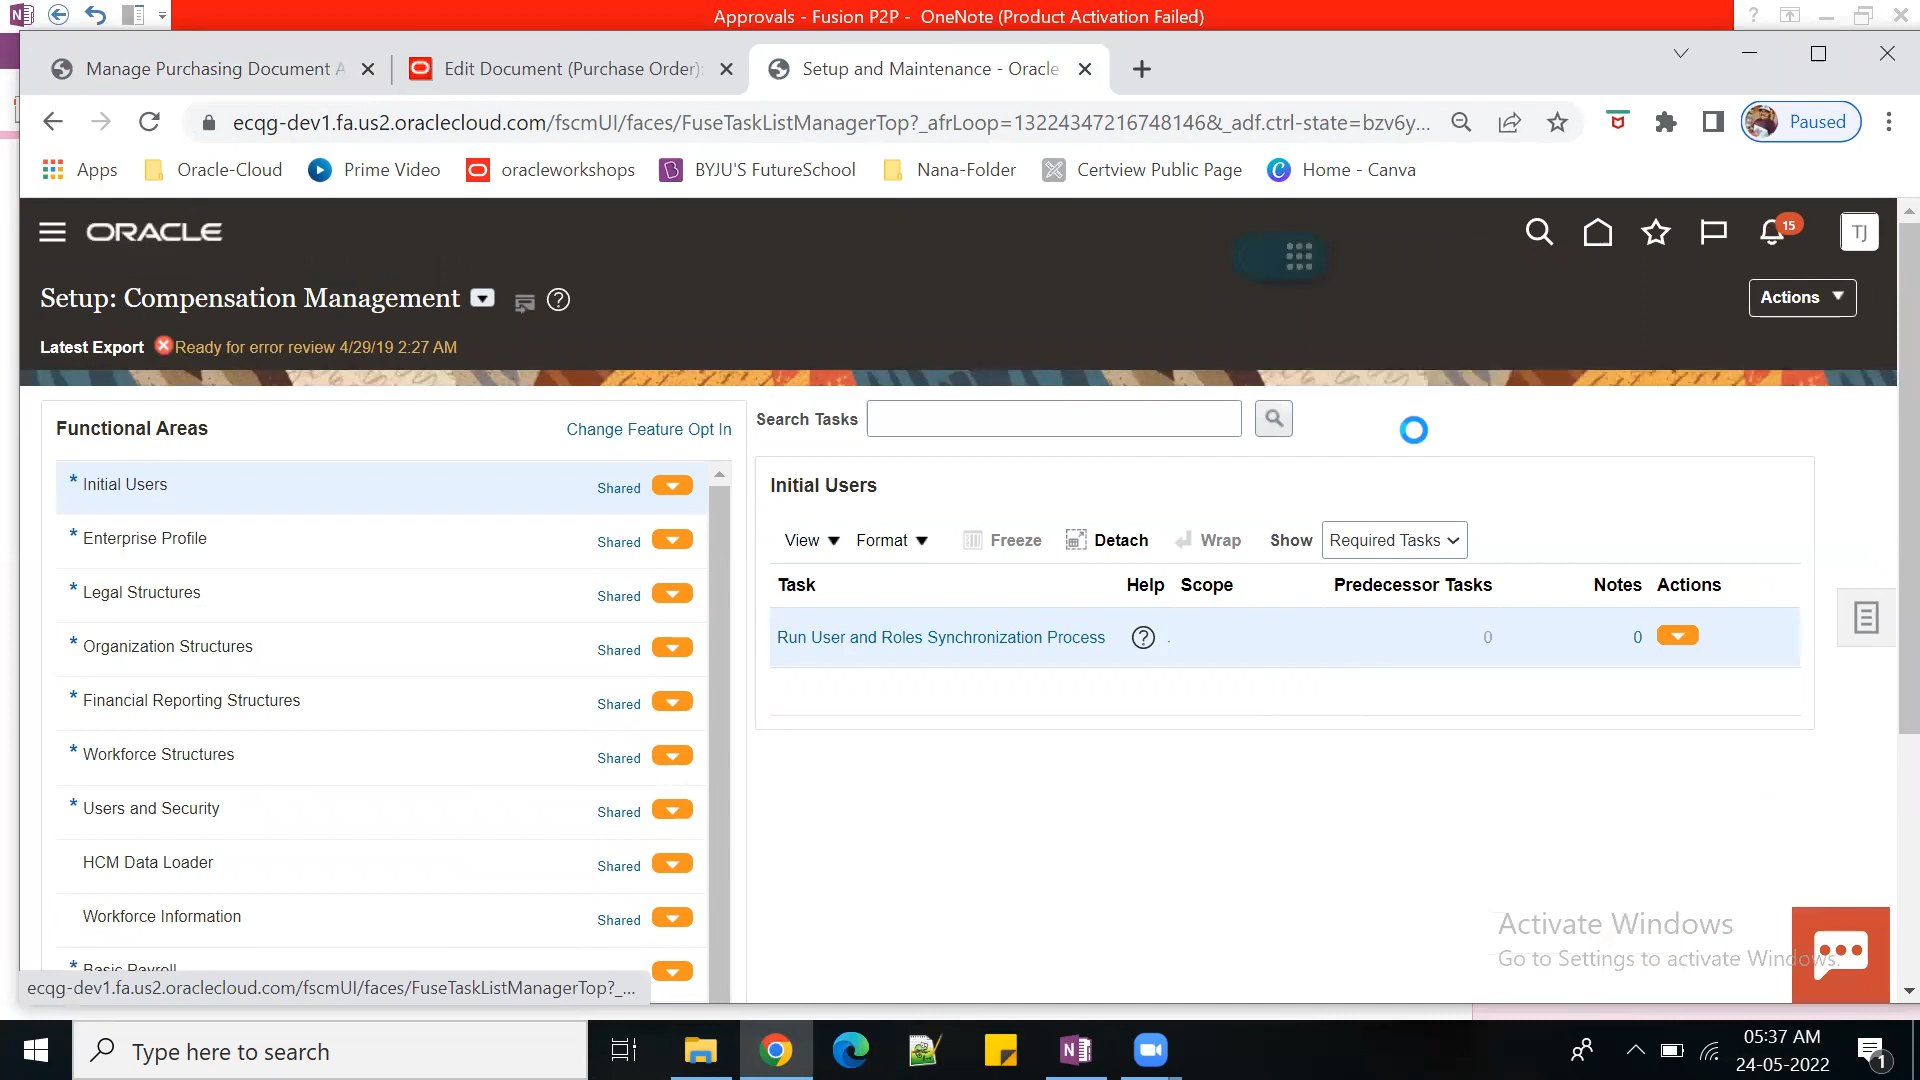 Approvals - Fusion P2P - OneNote (Product Activation Failed)
Manage Purchasing Document A
Edit Document (Purchase Order):
Setup and Maintenance - Oracle
ecqg-dev1.fa.us2.oraclecloud.com/fscmUI/faces/FuseTaskListManagerTop?_afrLoop=13224347216748146&_adf.ctrl-state=bzv6y...
Paused
Apps
Oracle-Cloud
Prime Video
oracleworkshops
BYJU'S FutureSchool
Nana-Folder
Certview Public Page
Home - Canva
ORACLE
15
TJ
Setup: Compensation Management
Actions
Latest Export Ready for error review 4/29/19 2:27 AM
Functional Areas
Change Feature Opt In
Search Tasks
* Initial Users Shared
* Enterprise Profile Shared
* Legal Structures Shared
* Organization Structures Shared
* Financial Reporting Structures Shared
* Workforce Structures Shared
* Users and Security Shared
HCM Data Loader Shared
Workforce Information Shared
* Basic Payroll
Initial Users
View Format Freeze Detach Wrap Show Required Tasks
Task Help Scope Predecessor Tasks Notes Actions
Run User and Roles Synchronization Process 0 0
Activate Windows
Go to Settings to activate Windows.
ecqg-dev1.fa.us2.oraclecloud.com/fscmUI/faces/FuseTaskListManagerTop?_...
Type here to search
05:37 AM
24-05-2022
1